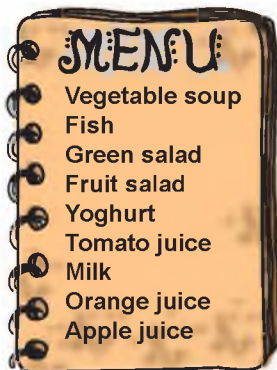 MENU
Vegetable soup
Fish
Green salad
Fruit salad
Yoghurt
Tomato juice
Milk
Orange juice
Apple juice